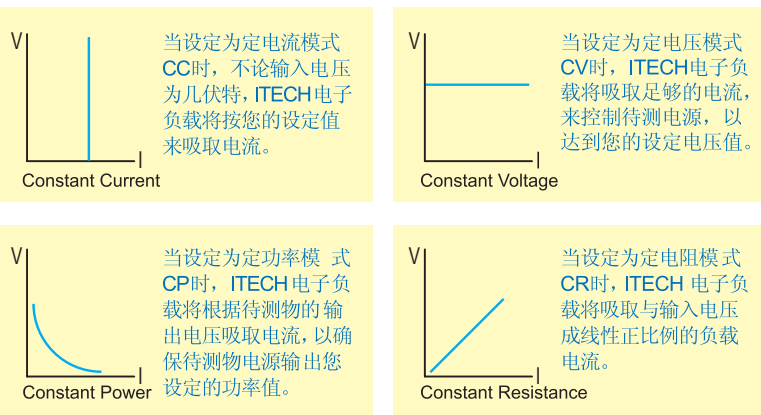 V
当设定为定电流模式
CC时，不论输入电压
为几伏特，ITECH电子
负载将按您的设定值
来吸取电流。
I
Constant Current
V
当设定为定电压模式
CV时，ITECH电子负
载将吸取足够的电流，
来控制待测电源，以
达到您的设定电压值。
I
Constant Voltage
V
当设定为定功率模 式
CP时，ITECH 电子负
载将根据待测物的输
出电压吸取电流，以确
保待测物电源输出您
设定的功率值。
I
Constant Power
V
当设定为定电阻模式
CR时，ITECH 电子负
载将吸取与输入电压
成线性正比例的负载
电流。
I
Constant Resistance